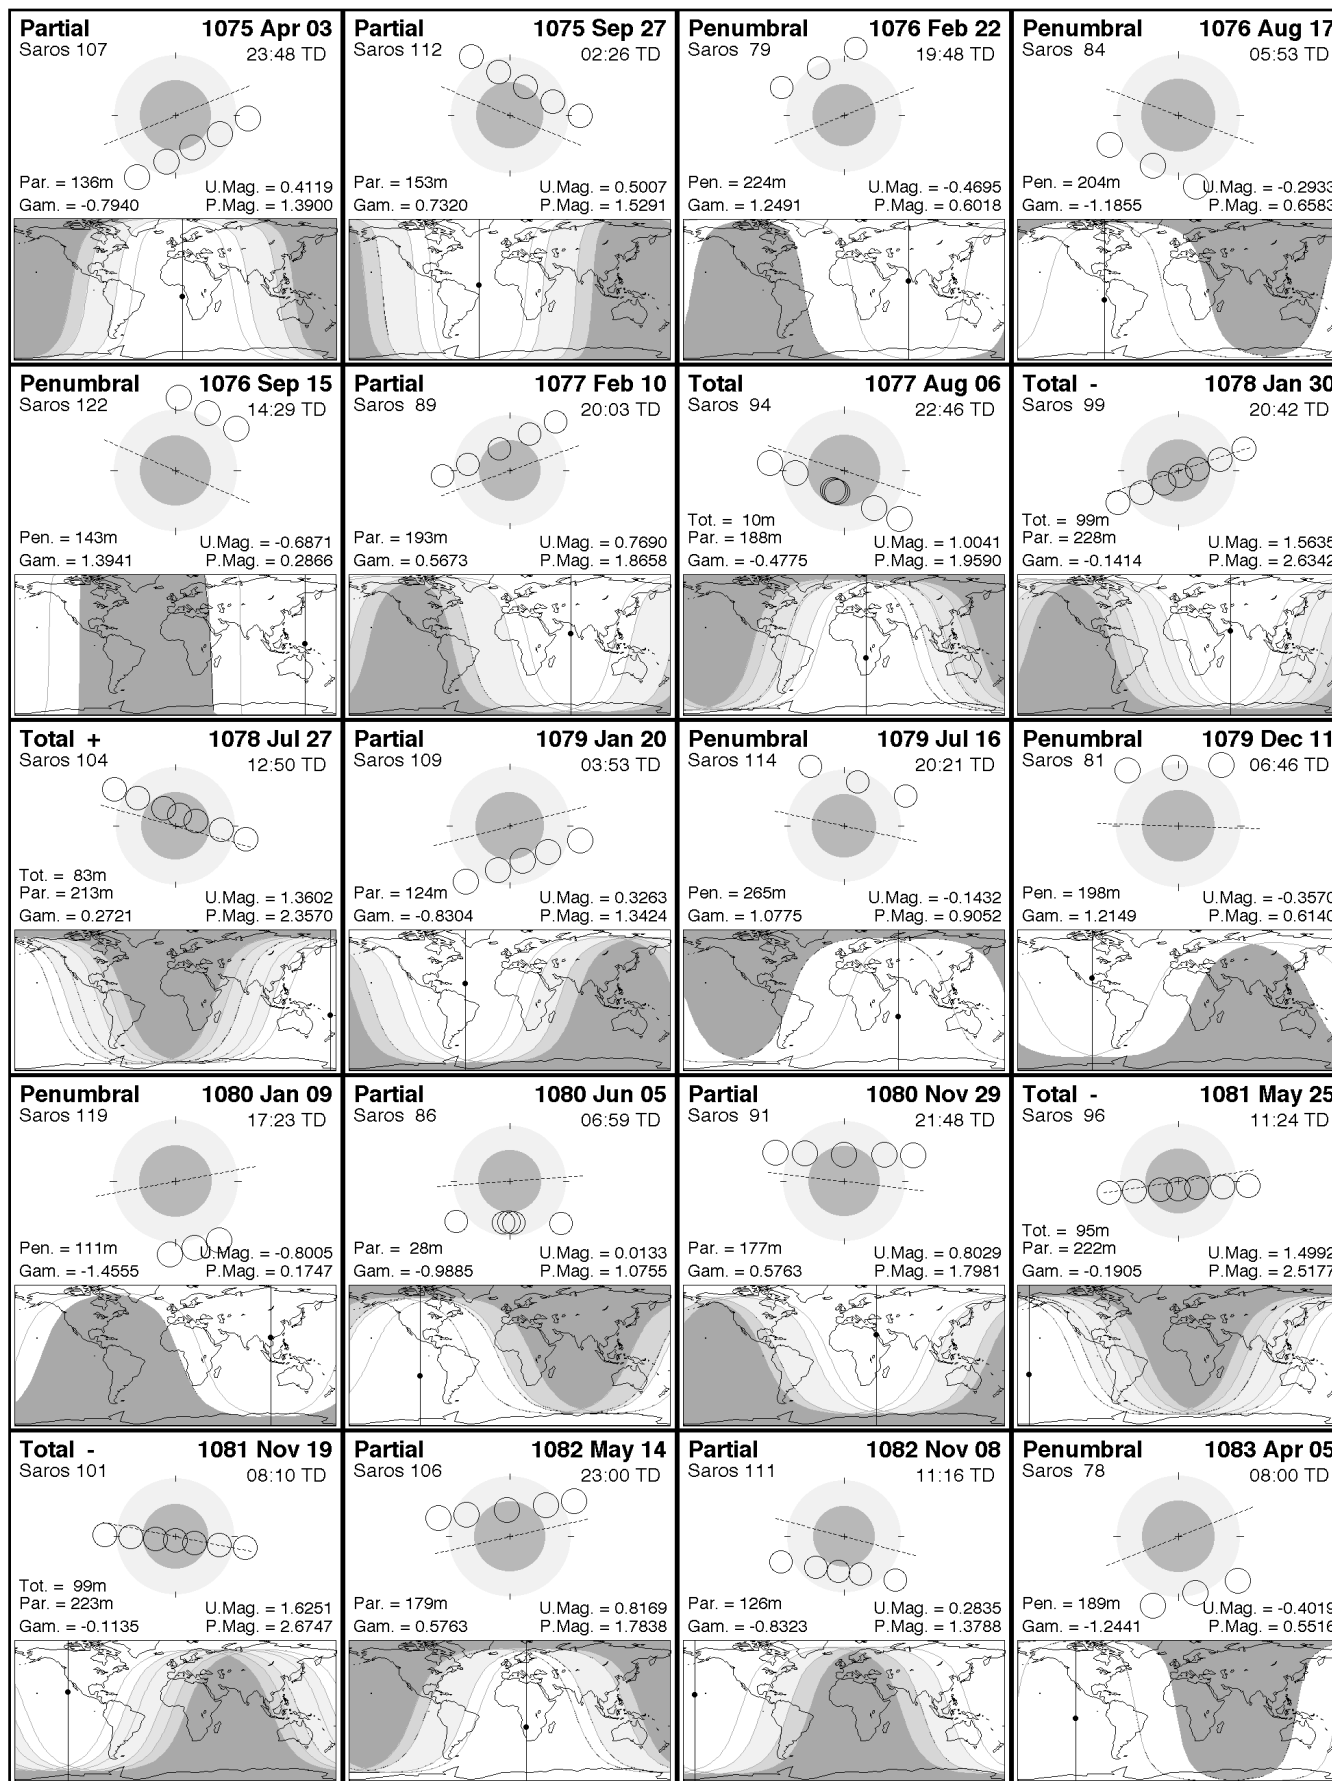 Partial 1075 Apr 03
Saros 107 23:48 TD
Par. = 136m U.Mag. = 0.4119
Gam. = -0.7940 P.Mag. = 1.3900
Partial 1075 Sep 27
Saros 112 02:26 TD
Par. = 153m U.Mag. = 0.5007
Gam. = 0.7320 P.Mag. = 1.5291
Penumbral 1076 Feb 22
Saros 79 19:48 TD
Pen. = 224m U.Mag. = -0.4695
Gam. = 1.2491 P.Mag. = 0.6018
Penumbral 1076 Aug 17
Saros 84 05:53 TD
Pen. = 204m U.Mag. = -0.2933
Gam. = -1.1855 P.Mag. = 0.6583
Penumbral 1076 Sep 15
Saros 122 14:29 TD
Pen. = 143m U.Mag. = -0.6871
Gam. = 1.3941 P.Mag. = 0.2866
Partial 1077 Feb 10
Saros 89 20:03 TD
Par. = 193m U.Mag. = 0.7690
Gam. = 0.5673 P.Mag. = 1.8658
Total 1077 Aug 06
Saros 94 22:46 TD
Tot. = 10m
Par. = 188m U.Mag. = 1.0041
Gam. = -0.4775 P.Mag. = 1.9590
Total - 1078 Jan 30
Saros 99 20:42 TD
Tot. = 99m
Par. = 228m U.Mag. = 1.5635
Gam. = -0.1414 P.Mag. = 2.6342
Total + 1078 Jul 27
Saros 104 12:50 TD
Tot. = 83m
Par. = 213m U.Mag. = 1.3602
Gam. = 0.2721 P.Mag. = 2.3570
Partial 1079 Jan 20
Saros 109 03:53 TD
Par. = 124m U.Mag. = 0.3263
Gam. = -0.8304 P.Mag. = 1.3424
Penumbral 1079 Jul 16
Saros 114 20:21 TD
Pen. = 265m U.Mag. = -0.1432
Gam. = 1.0775 P.Mag. = 0.9052
Penumbral 1079 Dec 11
Saros 81 06:46 TD
Pen. = 198m U.Mag. = -0.3570
Gam. = 1.2149 P.Mag. = 0.6140
Penumbral 1080 Jan 09
Saros 119 17:23 TD
Pen. = 111m U.Mag. = -0.8005
Gam. = -1.4555 P.Mag. = 0.1747
Partial 1080 Jun 05
Saros 86 06:59 TD
Par. = 28m U.Mag. = 0.0133
Gam. = -0.9885 P.Mag. = 1.0755
Partial 1080 Nov 29
Saros 91 21:48 TD
Par. = 177m U.Mag. = 0.8029
Gam. = 0.5763 P.Mag. = 1.7981
Total - 1081 May 25
Saros 96 11:24 TD
Tot. = 95m
Par. = 222m U.Mag. = 1.4992
Gam. = -0.1905 P.Mag. = 2.5177
Total - 1081 Nov 19
Saros 101 08:10 TD
Tot. = 99m
Par. = 223m U.Mag. = 1.6251
Gam. = -0.1135 P.Mag. = 2.6747
Partial 1082 May 14
Saros 106 23:00 TD
Par. = 179m U.Mag. = 0.8169
Gam. = 0.5763 P.Mag. = 1.7838
Partial 1082 Nov 08
Saros 111 11:16 TD
Par. = 126m U.Mag. = 0.2835
Gam. = -0.8323 P.Mag. = 1.3788
Penumbral 1083 Apr 05
Saros 78 08:00 TD
Pen. = 189m U.Mag. = -0.4019
Gam. = -1.2441 P.Mag. = 0.5516